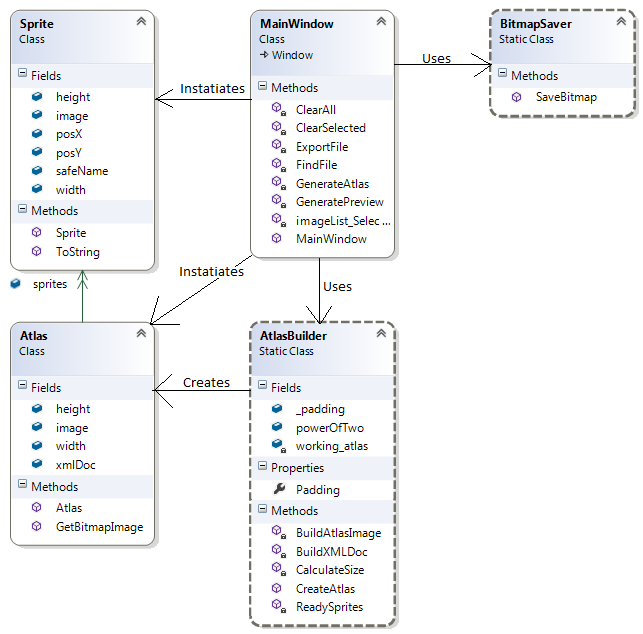 Sprite
Class
Fields
height
image
posX
posY
safeName
width
Methods
Sprite
ToString
sprites
MainWindow
Class
Window
Methods
ClearAll
ClearSelected
ExportFile
FindFile
GenerateAtlas
GeneratePreview
imageList_Selec ...
MainWindow
BitmapSaver
Static Class
Methods
SaveBitmap
Instatiates
Uses
Instatiates
Uses
Creates
Atlas
Class
Fields
height
image
width
xmlDoc
Methods
Atlas
GetBitmapImage
AtlasBuilder
Static Class
Fields
_padding
powerOfTwo
working_atlas
Properties
Padding
Methods
BuildAtlasImage
BuildXMLDoc
CalculateSize
CreateAtlas
ReadySprites